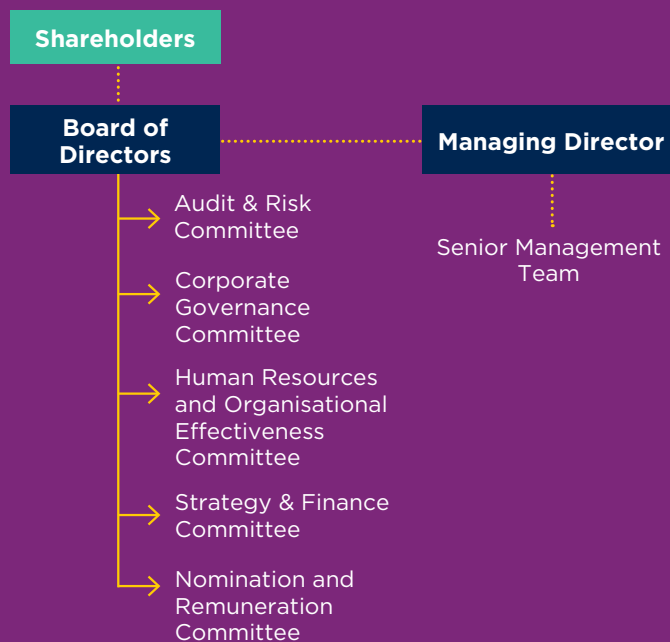 Shareholders
Board of
Directors
Managing Director
Audit & Risk
Committee
Senior Management
Team
Corporate
Governance
Committee
Human Resources
and Organisational
Effectiveness
Committee
Strategy & Finance
Committee
Nomination and
Remuneration
Committee